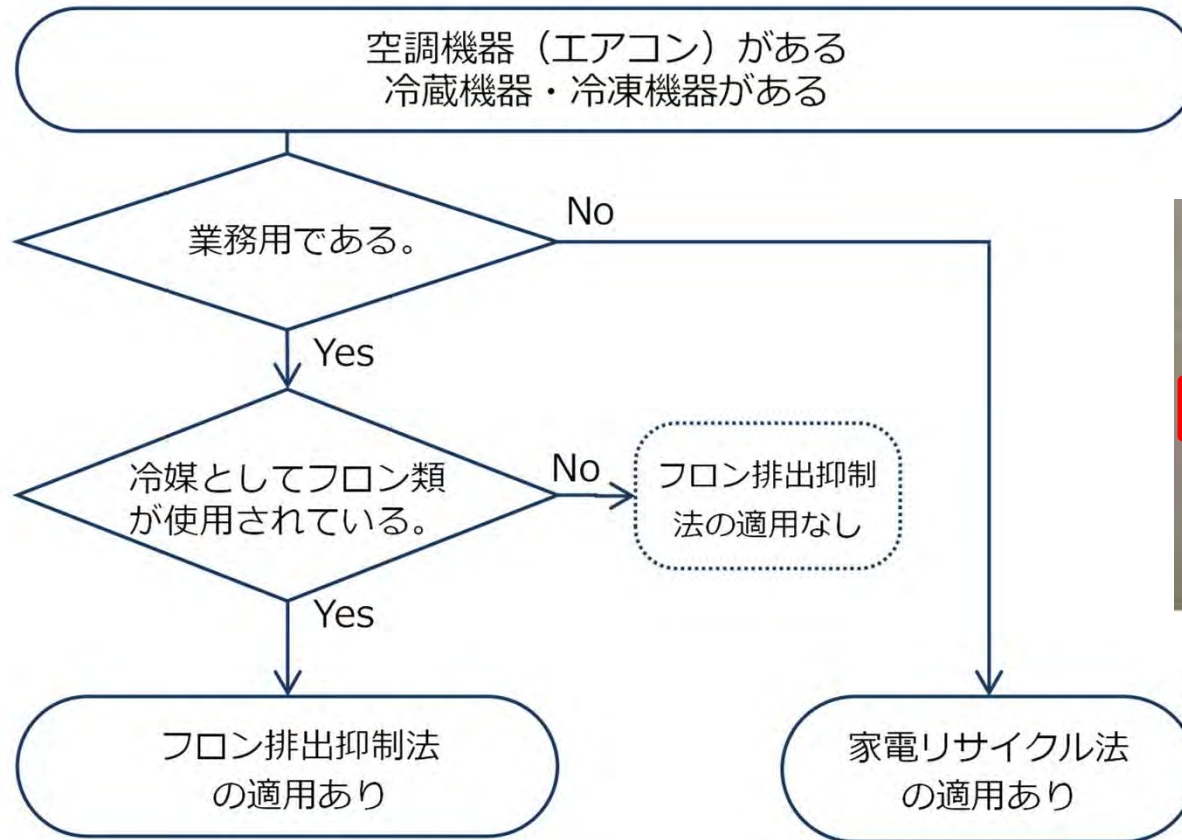 空調機器（エアコン）がある
冷蔵機器・冷凍機器がある
業務用である。
No
Yes
冷媒としてフロン類
が使用されている。
No
フロン排出抑制
法の適用なし
Yes
フロン排出抑制法
の適用あり
家電リサイクル法
の適用あり